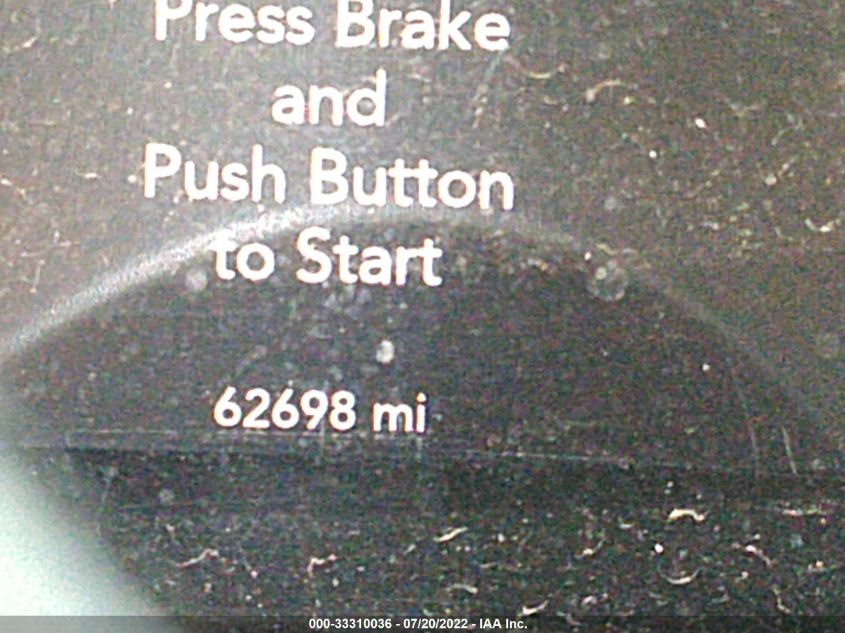 Press Brake
and
Push Button
to Start
62698 mi
000-33310036 - 07/20/2022 - IAA Inc.